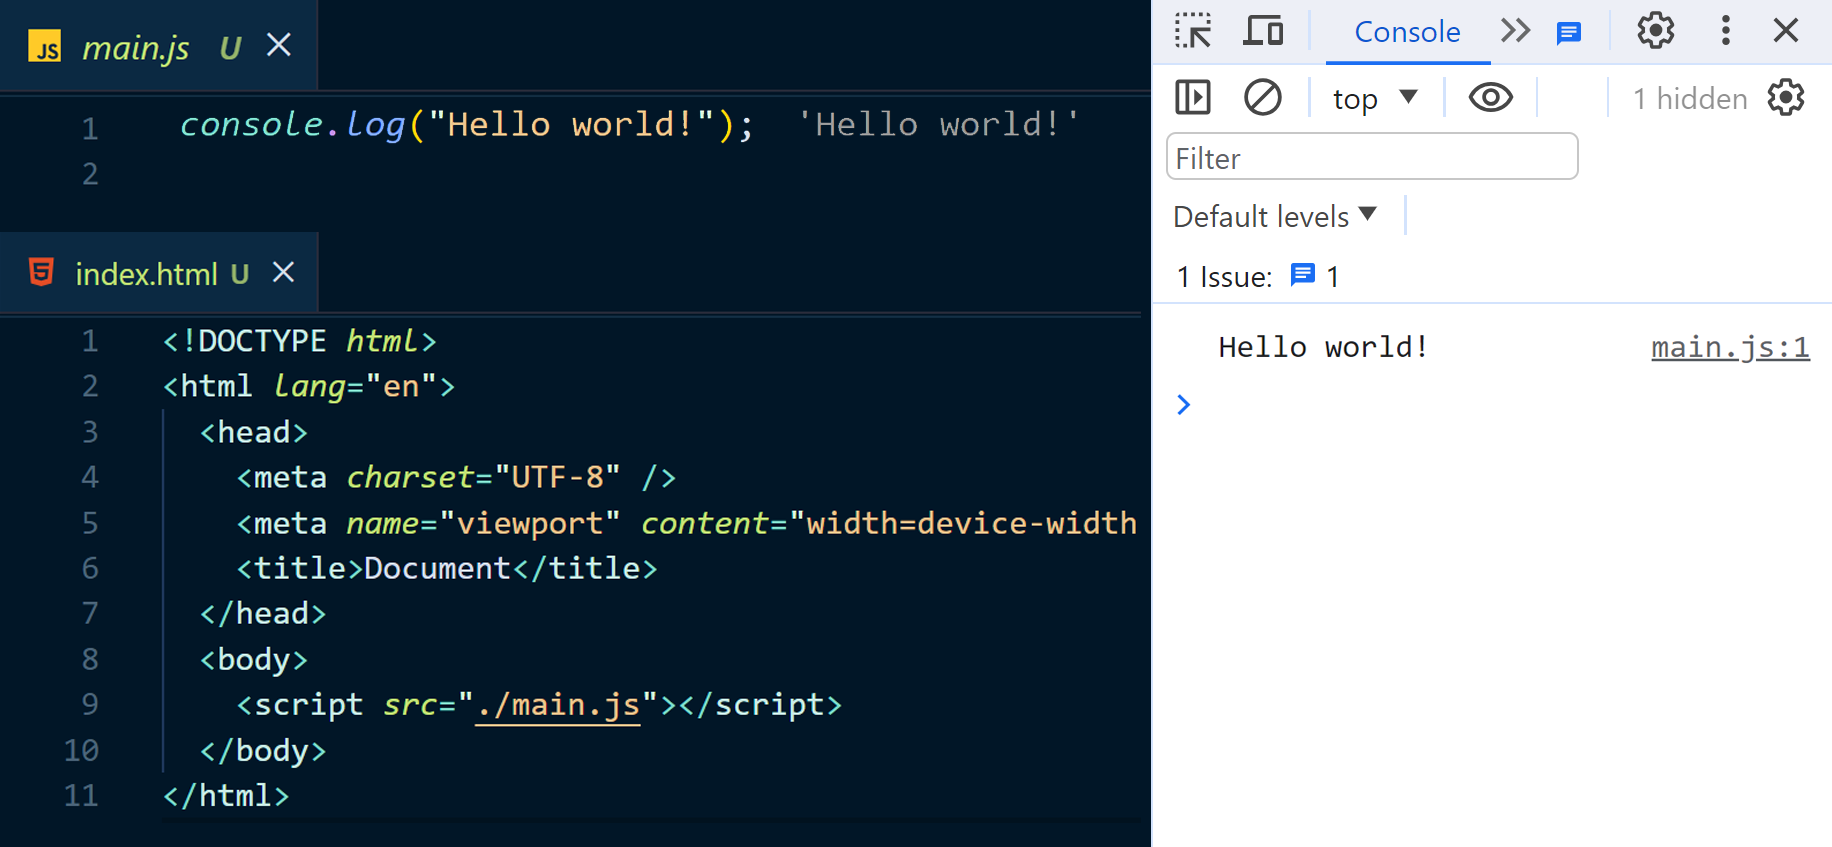 JS main.js U
1 console.log("Hello world!"); 'Hello world!'
2
index.html U
1 <!DOCTYPE html>
2 <html lang="en">
3 <head>
4 <meta charset="UTF-8" />
5 <meta name="viewport" content="width=device-width
6 <title>Document</title>
7 </head>
8 <body>
9 <script src="./main.js"></script>
10 </body>
11 </html>
Console
top 1 hidden
Filter
Default levels
1 Issue: 1
Hello world! main.js:1